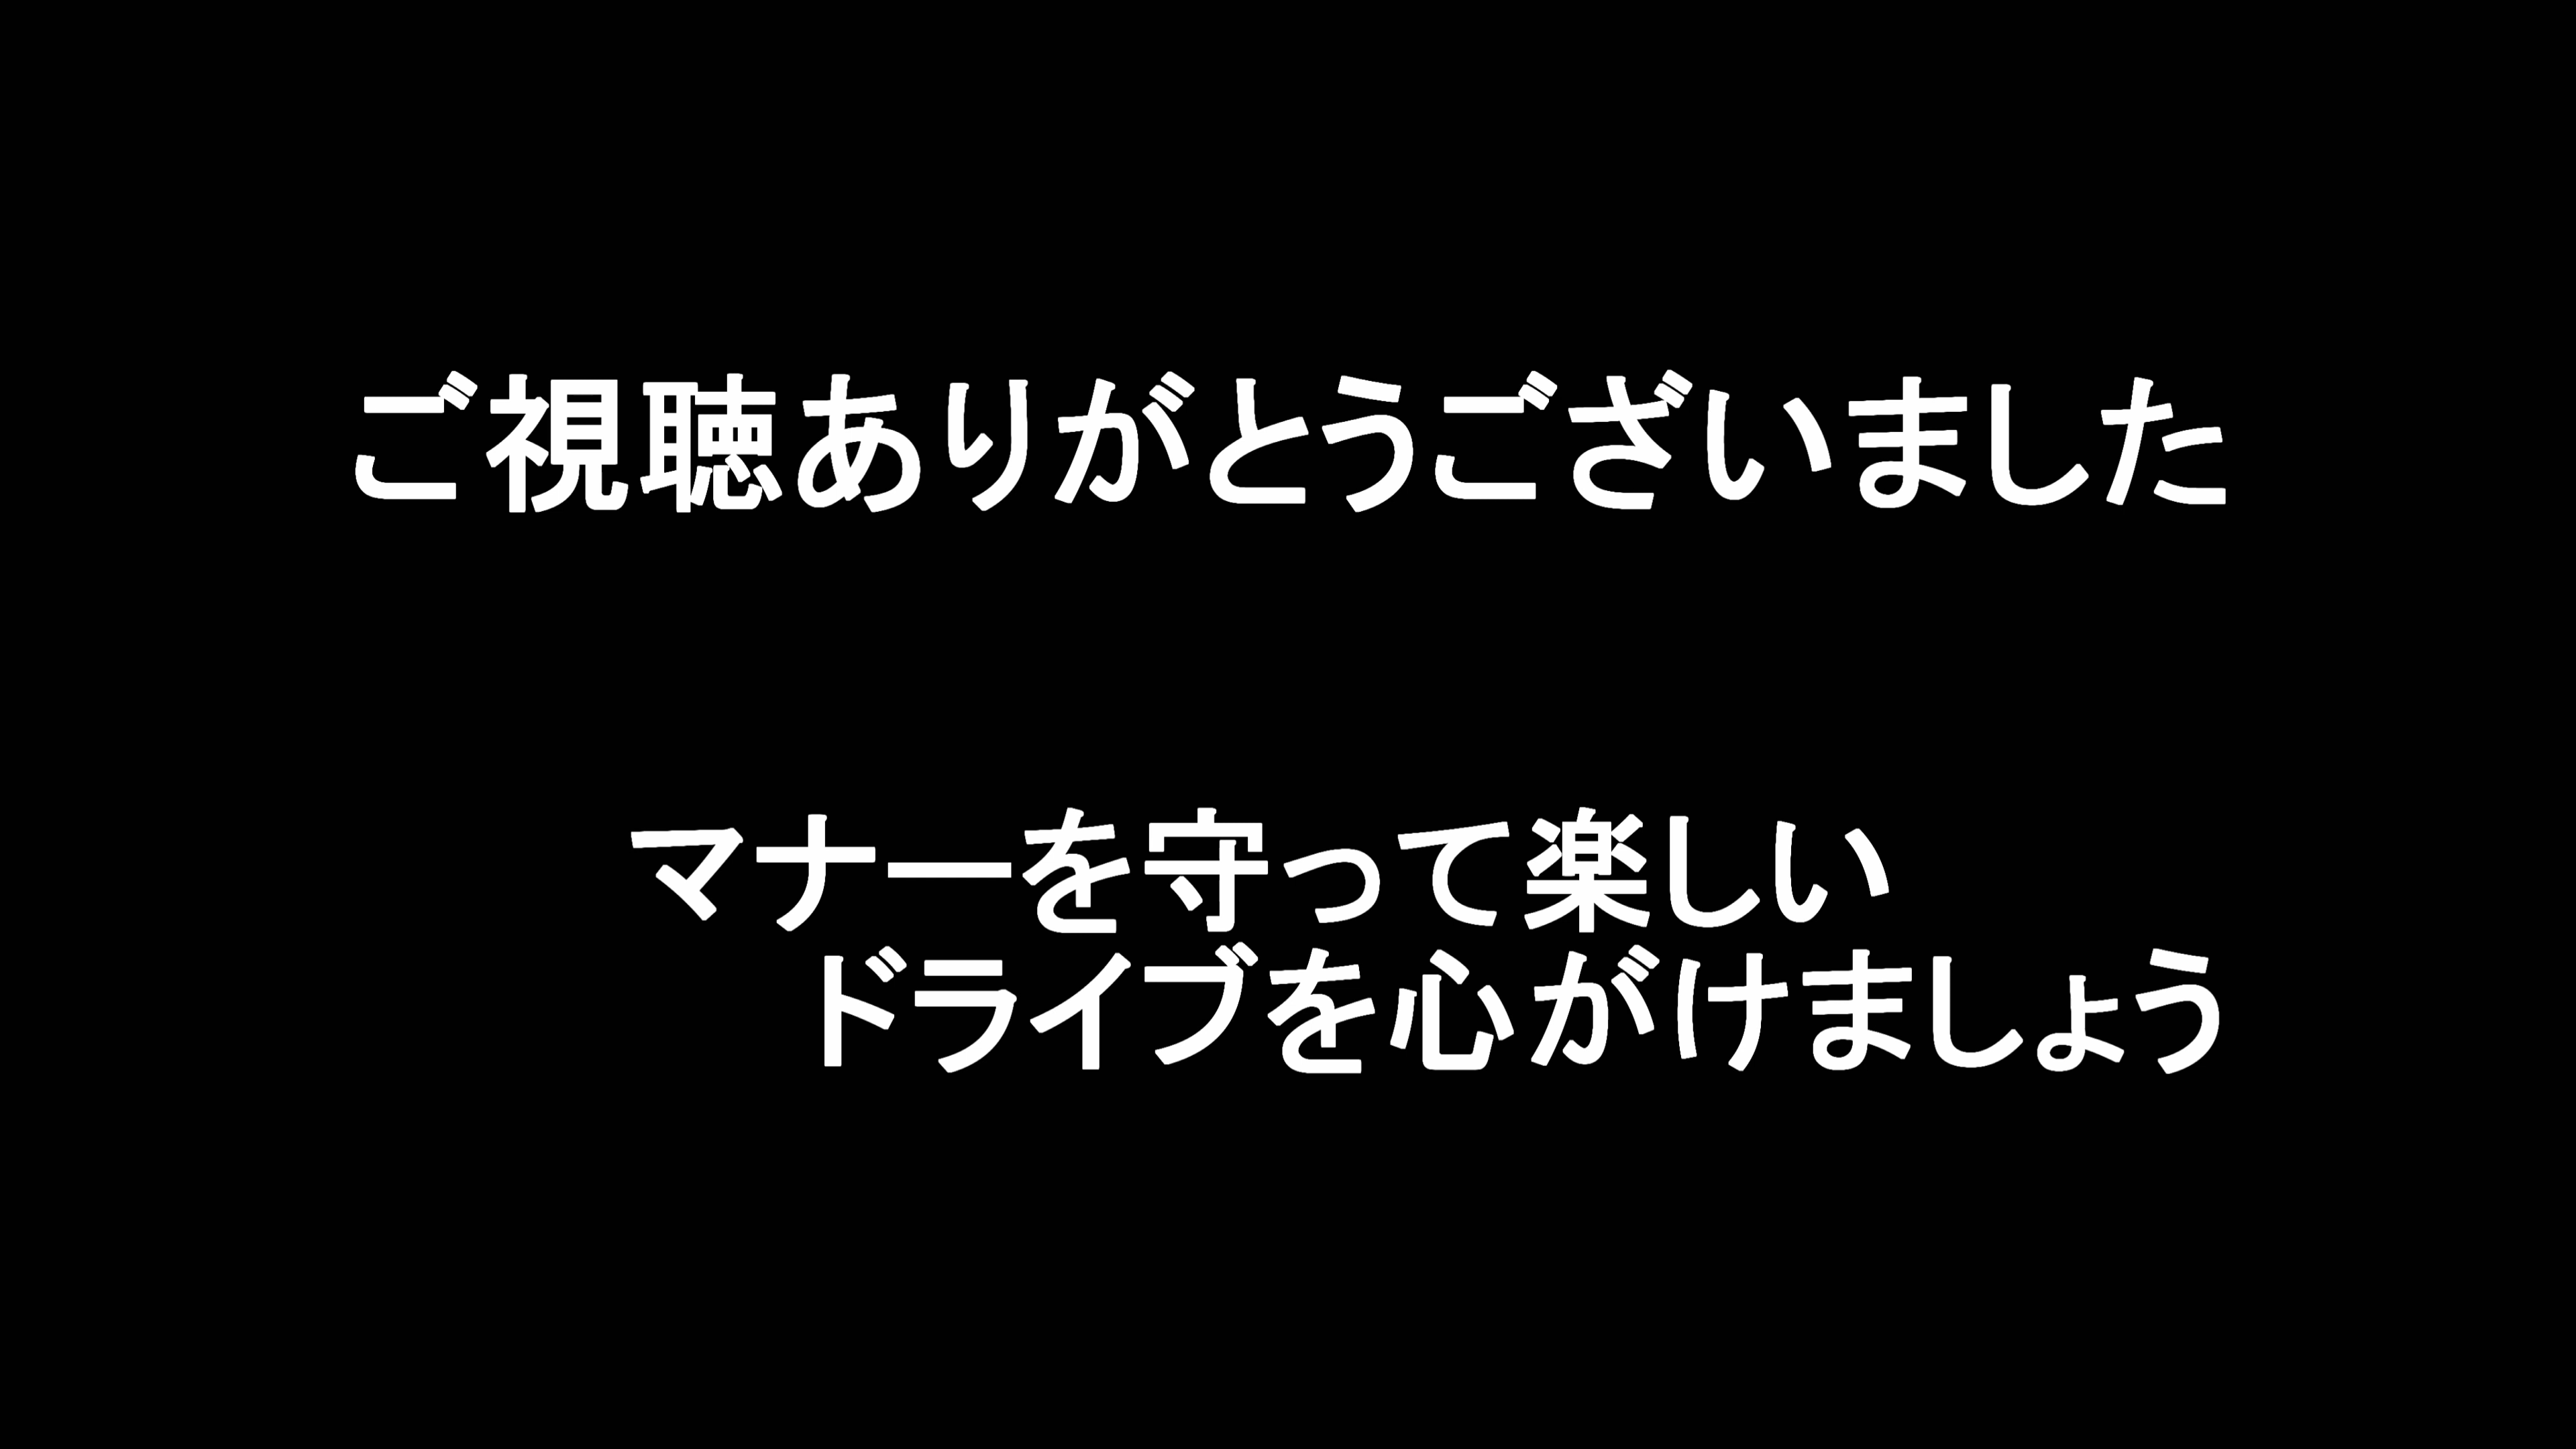 ご視聴ありがとうございました
マナーを守って楽しい
ドライブを心がけましょう